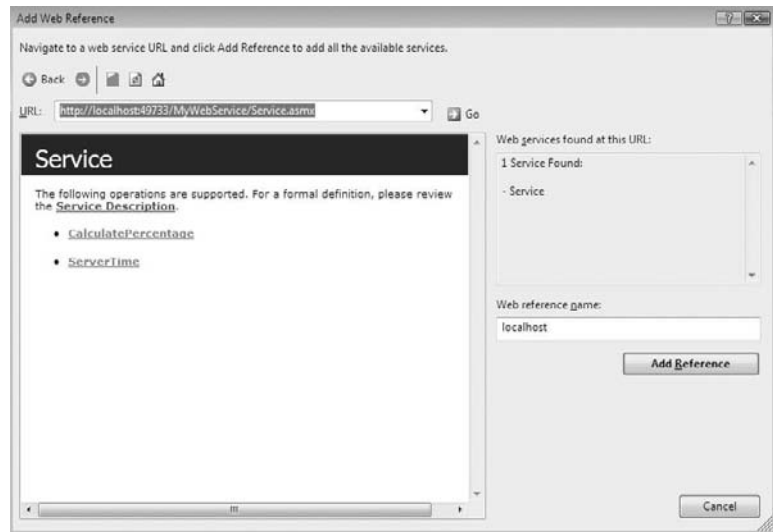 Add Web Reference
Navigate to a web service URL and click Add Reference to add all the available services.
Back
URL: http://localhost:49733/MyWebService/Service.asmx Go
Service
The following operations are supported. For a formal definition, please review
the Service Description.
• CalculatePercentage
• ServerTime
Web services found at this URL:
1 Service Found:
- Service
Web reference name:
localhost
Add Reference
Cancel